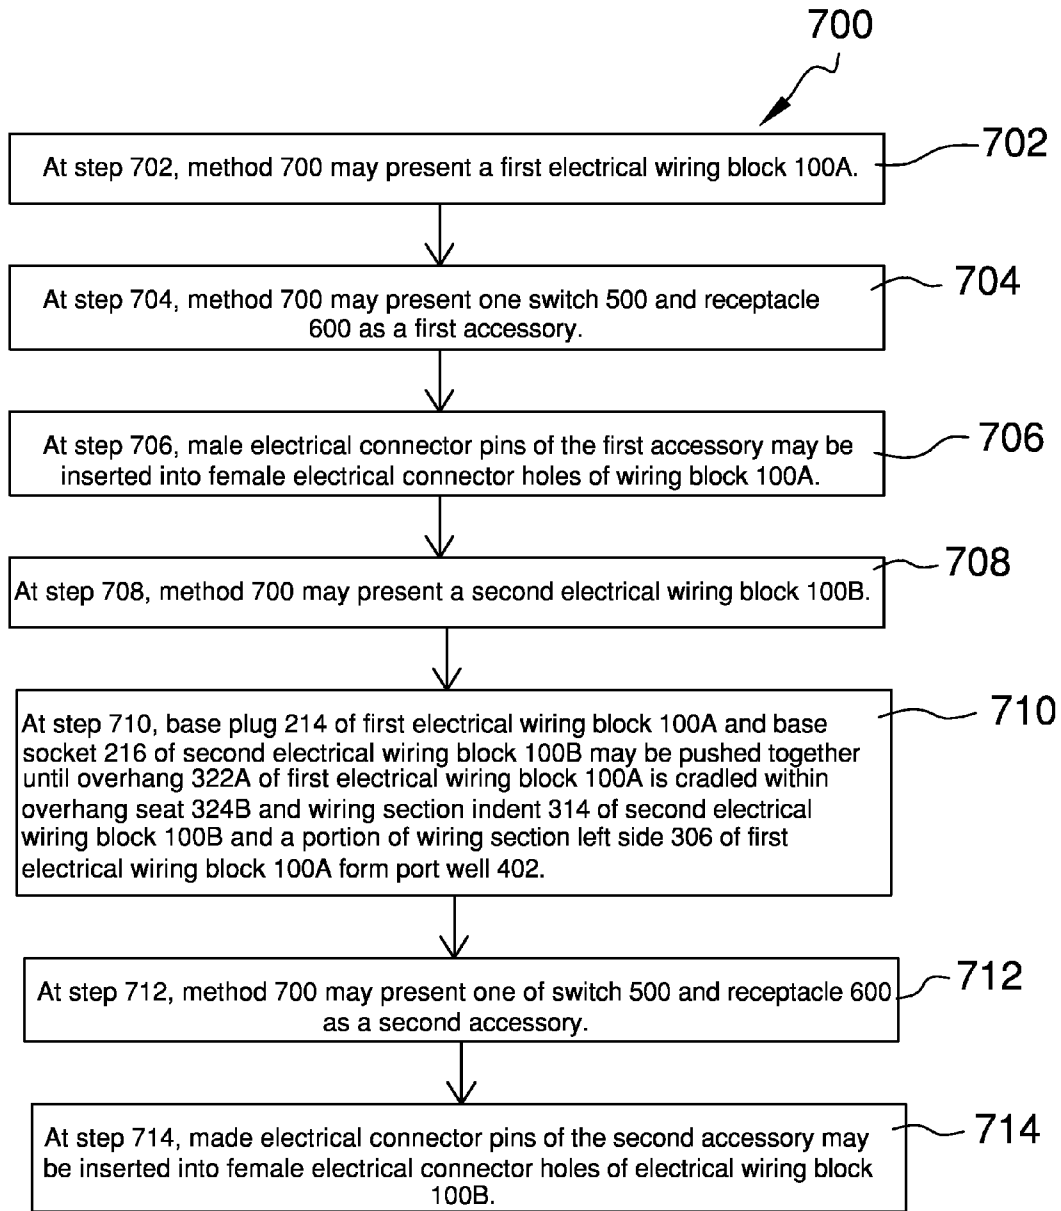 700
At step 702, method 700 may present a first electrical wiring block 100A.
702
At step 704, method 700 may present one switch 500 and receptacle
600 as a first accessory.
704
At step 706, male electrical connector pins of the first accessory may be
inserted into female electrical connector holes of wiring block 100A.
706
At step 708, method 700 may present a second electrical wiring block 100B.
708
At step 710, base plug 214 of first electrical wiring block 100A and base
socket 216 of second electrical wiring block 100B may be pushed together
until overhang 322A of first electrical wiring block 100A is cradled within
overhang seat 324B and wiring section indent 314 of second electrical
wiring block 100B and a portion of wiring section left side 306 of first
electrical wiring block 100A form port well 402.
710
At step 712, method 700 may present one of switch 500 and receptacle 600
as a second accessory.
712
At step 714, made electrical connector pins of the second accessory may
be inserted into female electrical connector holes of electrical wiring block
100B.
714